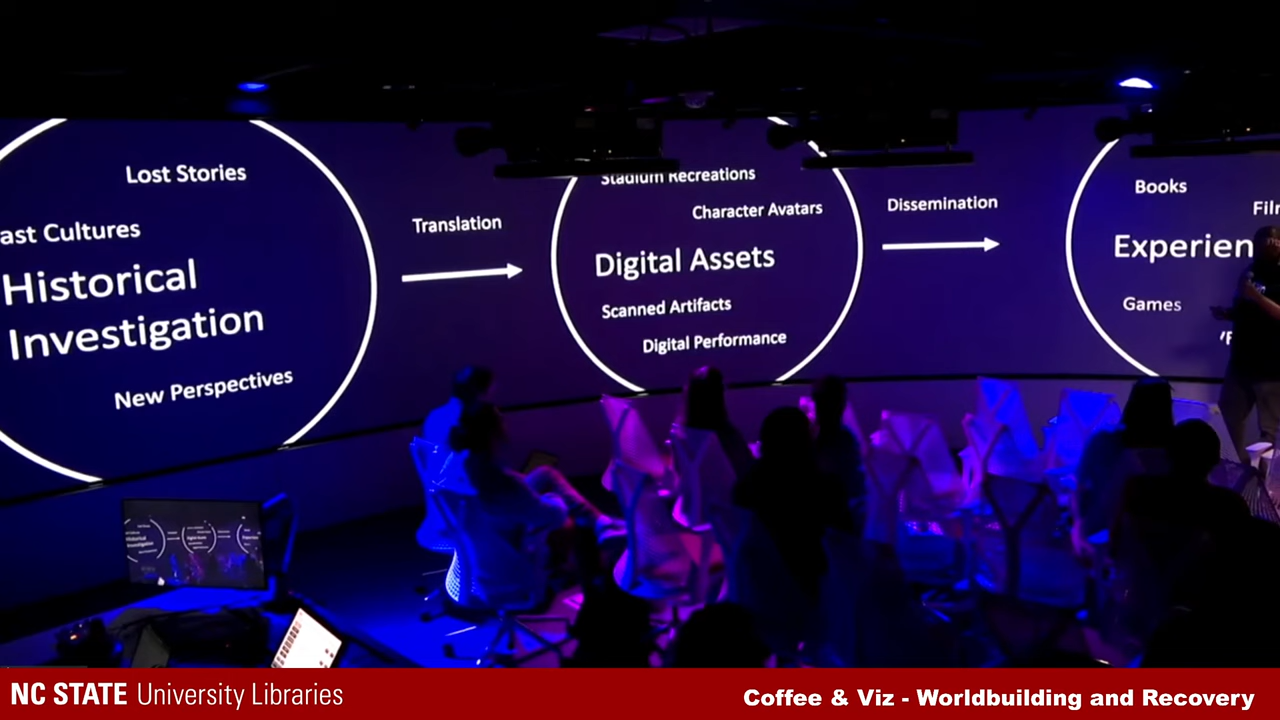 Lost Stories
ast Cultures
Historical
Investigation
New Perspectives
Translation
Stadium Recreations
Character Avatars
Digital Assets
Scanned Artifacts
Digital Performance
Dissemination
Books
Experien
Games
NC STATE University Libraries
Coffee & Viz - Worldbuilding and Recovery